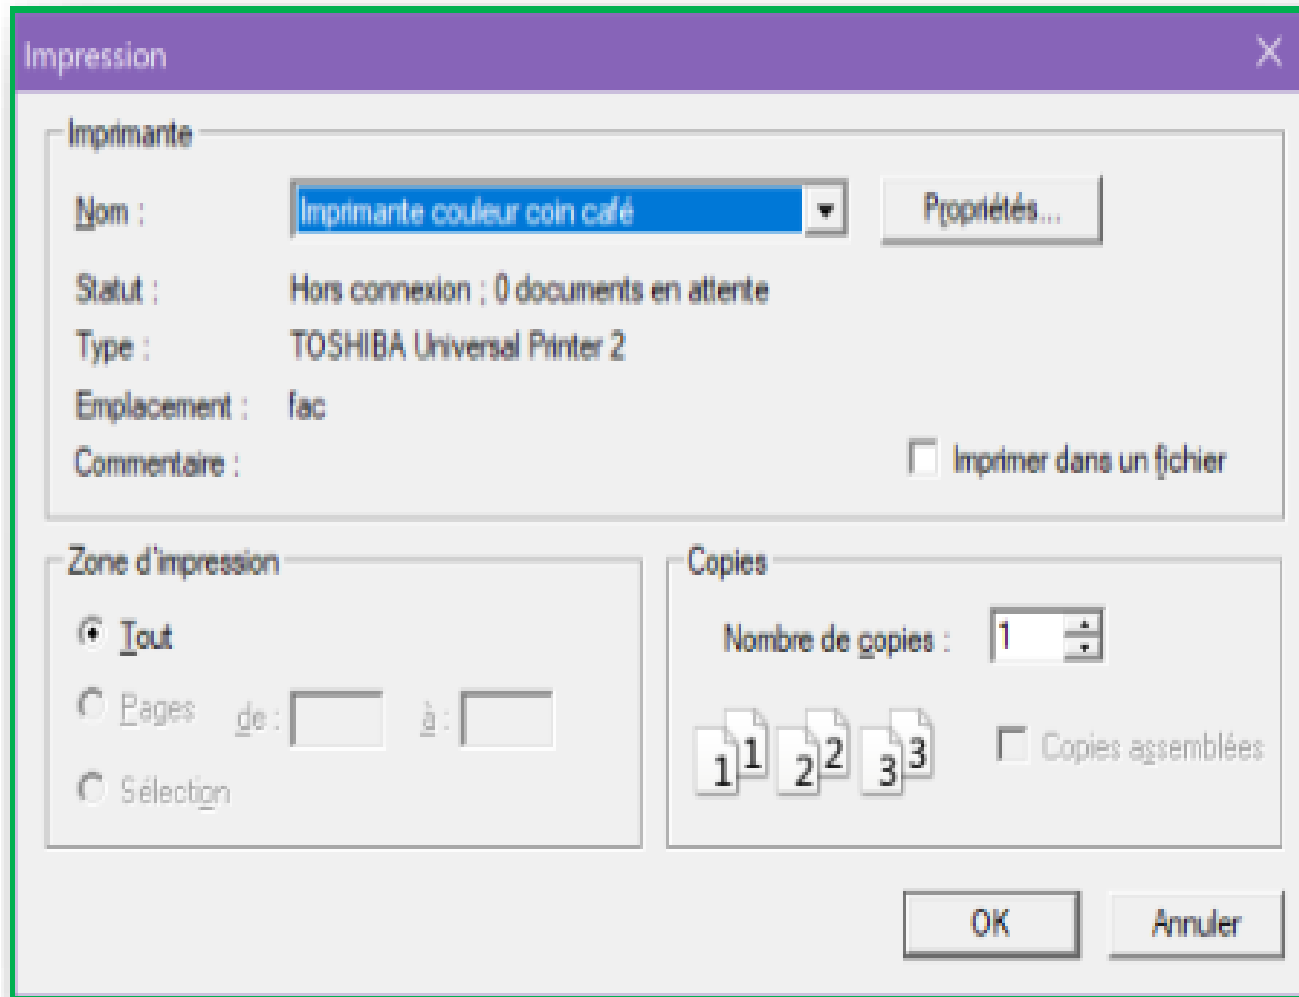 Impression
Imprimante
Nom :
Imprimante couleur coin café
Propriétés...
Statut :
Hors connexion ; 0 documents en attente
Type :
TOSHIBA Universal Printer 2
Emplacement :
fac
Commentaire :
Imprimer dans un fichier
Zone d'impression
Tout
Pages
de :
à :
Sélection
Copies
Nombre de copies :
1
1 1 2 2 3 3
Copies assemblées
OK
Annuler